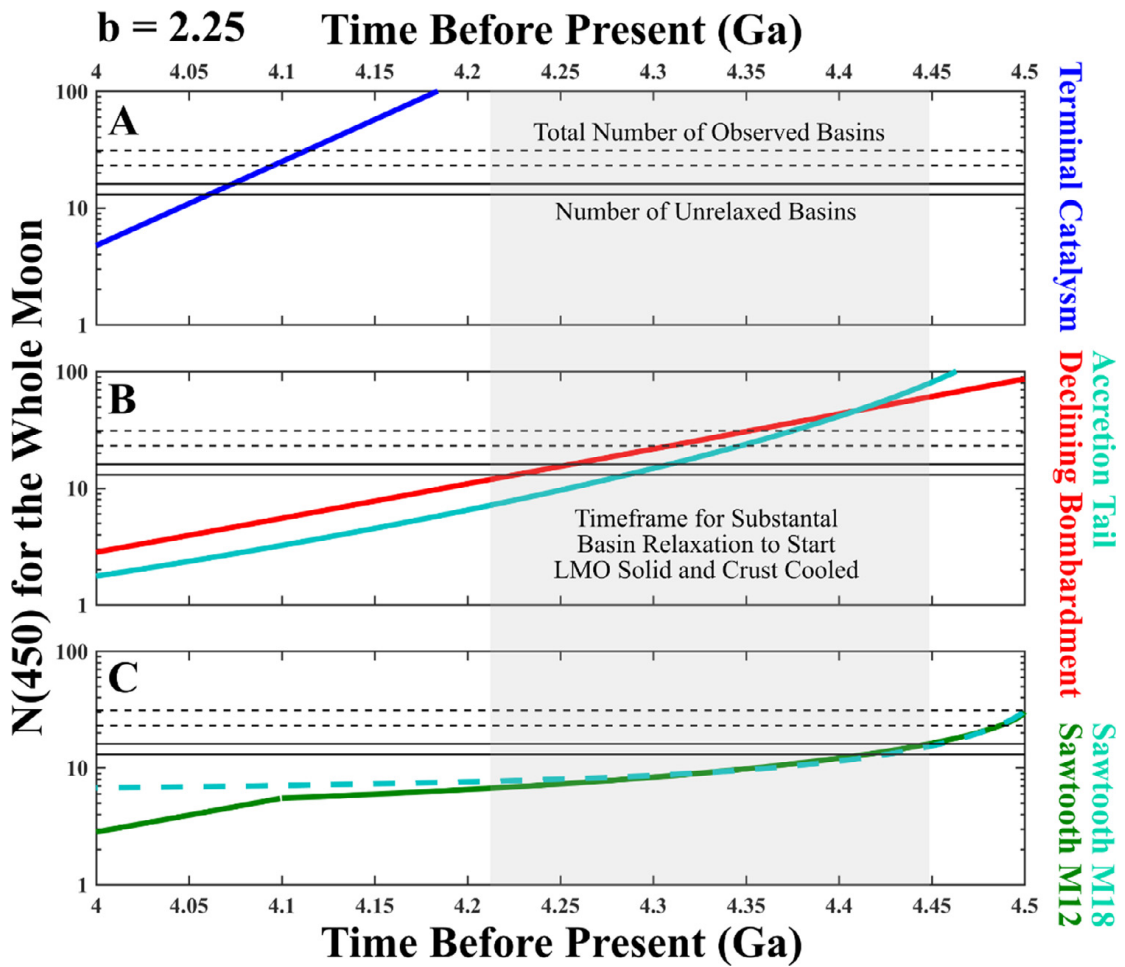 b = 2.25
Time Before Present (Ga)
4 4.05 4.1 4.15 4.2 4.25 4.3 4.35 4.4 4.45 4.5
N(450) for the Whole Moon
100
10
1
A
Total Number of Observed Basins
Number of Unrelaxed Basins
Terminal Catalysm
100
10
1
B
Timeframe for Substantal
Basin Relaxation to Start
LMO Solid and Crust Cooled
Accretion Tail
Declining Bombardment
100
10
1
C
Sawtooth M18
Sawtooth M12
4 4.05 4.1 4.15 4.2 4.25 4.3 4.35 4.4 4.45 4.5
Time Before Present (Ga)